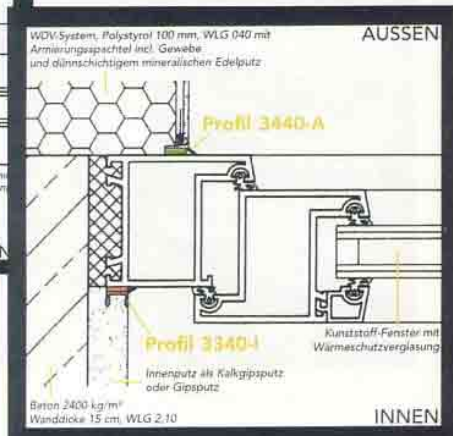 WDV-System, Polystyrol 100 mm, WLG 040 mit
Armierungsspachtel incl. Gewebe
und dünnschichtigem mineralischen Edelputz
AUSSEN
Profil 3440-A
Profil 3340-I
Kunststoff-Fenster mit
Wärmeschutzverglasung
Innenputz als Kalkgipsputz
oder Gipsputz
Beton 2400 kg/m³
Wanddicke 15 cm, WLG 2,10
INNEN